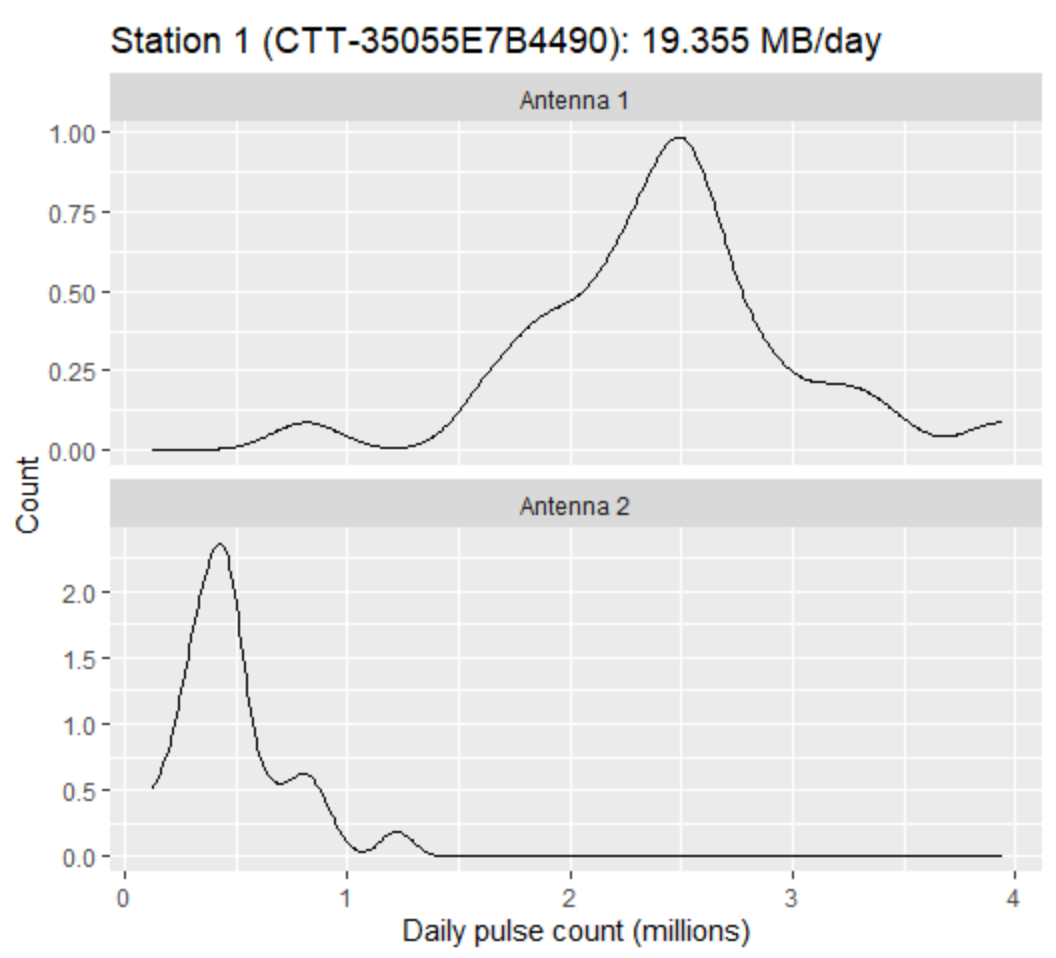 Station 1 (CTT-35055E7B4490): 19.355 MB/day
Antenna 1
1.00
0.75
0.50
0.25
0.00
Count
Antenna 2
2.0
1.5
1.0
0.5
0.0
0 1 2 3 4
Daily pulse count (millions)